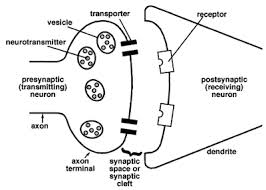 vesicle
transporter
receptor
neurotransmitter
presynaptic
(transmitting)
neuron
postsynaptic
(receiving)
neuron
axon
axon
terminal
synaptic
space or
synaptic
cleft
dendrite